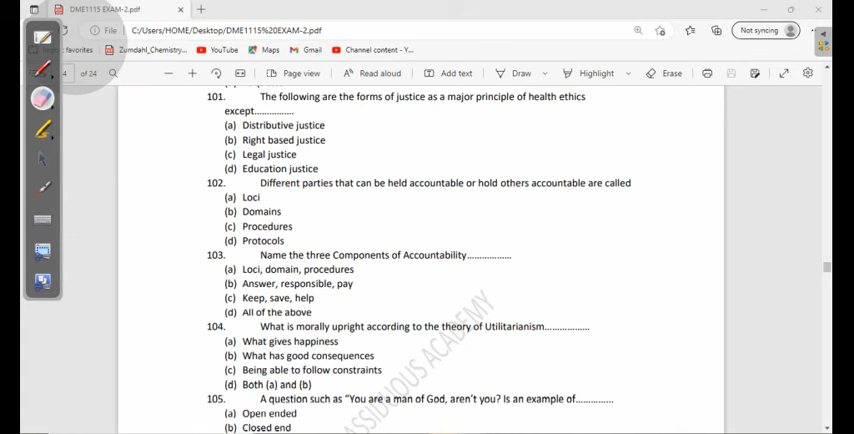 DME1115 EXAM-2.pdf
File C:/Users/HOME/Desktop/DME1115%20EXAM-2.pdf Not syncing
favorites Zumdahl_Chemistry... YouTube Maps Gmail Channel content - Y...
4 of 24 Page view Read aloud Add text Draw Highlight Erase
101. The following are the forms of justice as a major principle of health ethics
except...............
(a) Distributive justice
(b) Right based justice
(c) Legal justice
(d) Education justice
102. Different parties that can be held accountable or hold others accountable are called
(a) Loci
(b) Domains
(c) Procedures
(d) Protocols
103. Name the three Components of Accountability.................
(a) Loci, domain, procedures
(b) Answer, responsible, pay
(c) Keep, save, help
(d) All of the above
104. What is morally upright according to the theory of Utilitarianism.................
(a) What gives happiness
(b) What has good consequences
(c) Being able to follow constraints
(d) Both (a) and (b)
105. A question such as "You are a man of God, aren't you? Is an example of..............
(a) Open ended
(b) Closed end
ASSIDUOUS ACADEMY